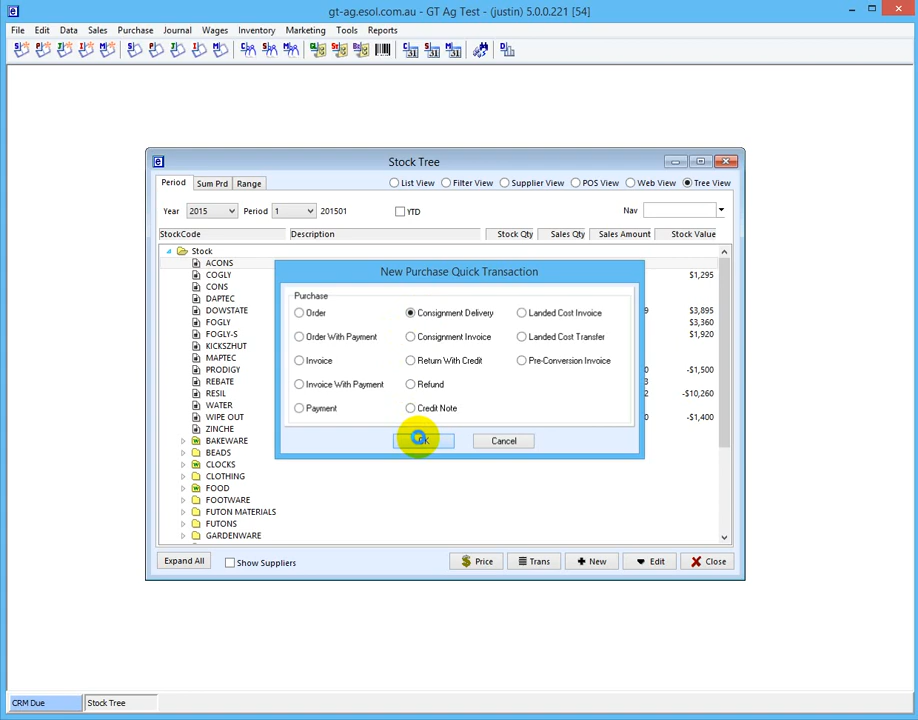 gt-ag.esol.com.au - GT Ag Test - (justin) 5.0.0.221 [54]
File Edit Data Sales Purchase Journal Wages Inventory Marketing Tools Reports
Stock Tree
Period Sum Prd Range List View Filter View Supplier View POS View Web View Tree View
Year 2015 Period 1 201501 YTD Nav
StockCode Description Stock Qty Sales Qty Sales Amount Stock Value
Stock
ACONS
COGLY $1,295
CONS
DAPTEC
DOWSTATE $3,895
FOGLY $3,360
FOGLY-S $1,920
KICKSZHUT
MAPTEC
PRODIGY 0 -$1,500
REBATE 3
RESIL 2 -$10,260
WATER
WIPE OUT 0 -$1,400
ZINCHE
BAKEWARE
BEADS
CLOCKS
CLOTHING
FOOD
FOOTWARE
FUTON MATERIALS
FUTONS
GARDENWARE
New Purchase Quick Transaction
Purchase
Order Consignment Delivery Landed Cost Invoice
Order With Payment Consignment Invoice Landed Cost Transfer
Invoice Return With Credit Pre-Conversion Invoice
Invoice With Payment Refund
Payment Credit Note
OK Cancel
Expand All Show Suppliers Price Trans New Edit Close
CRM Due Stock Tree